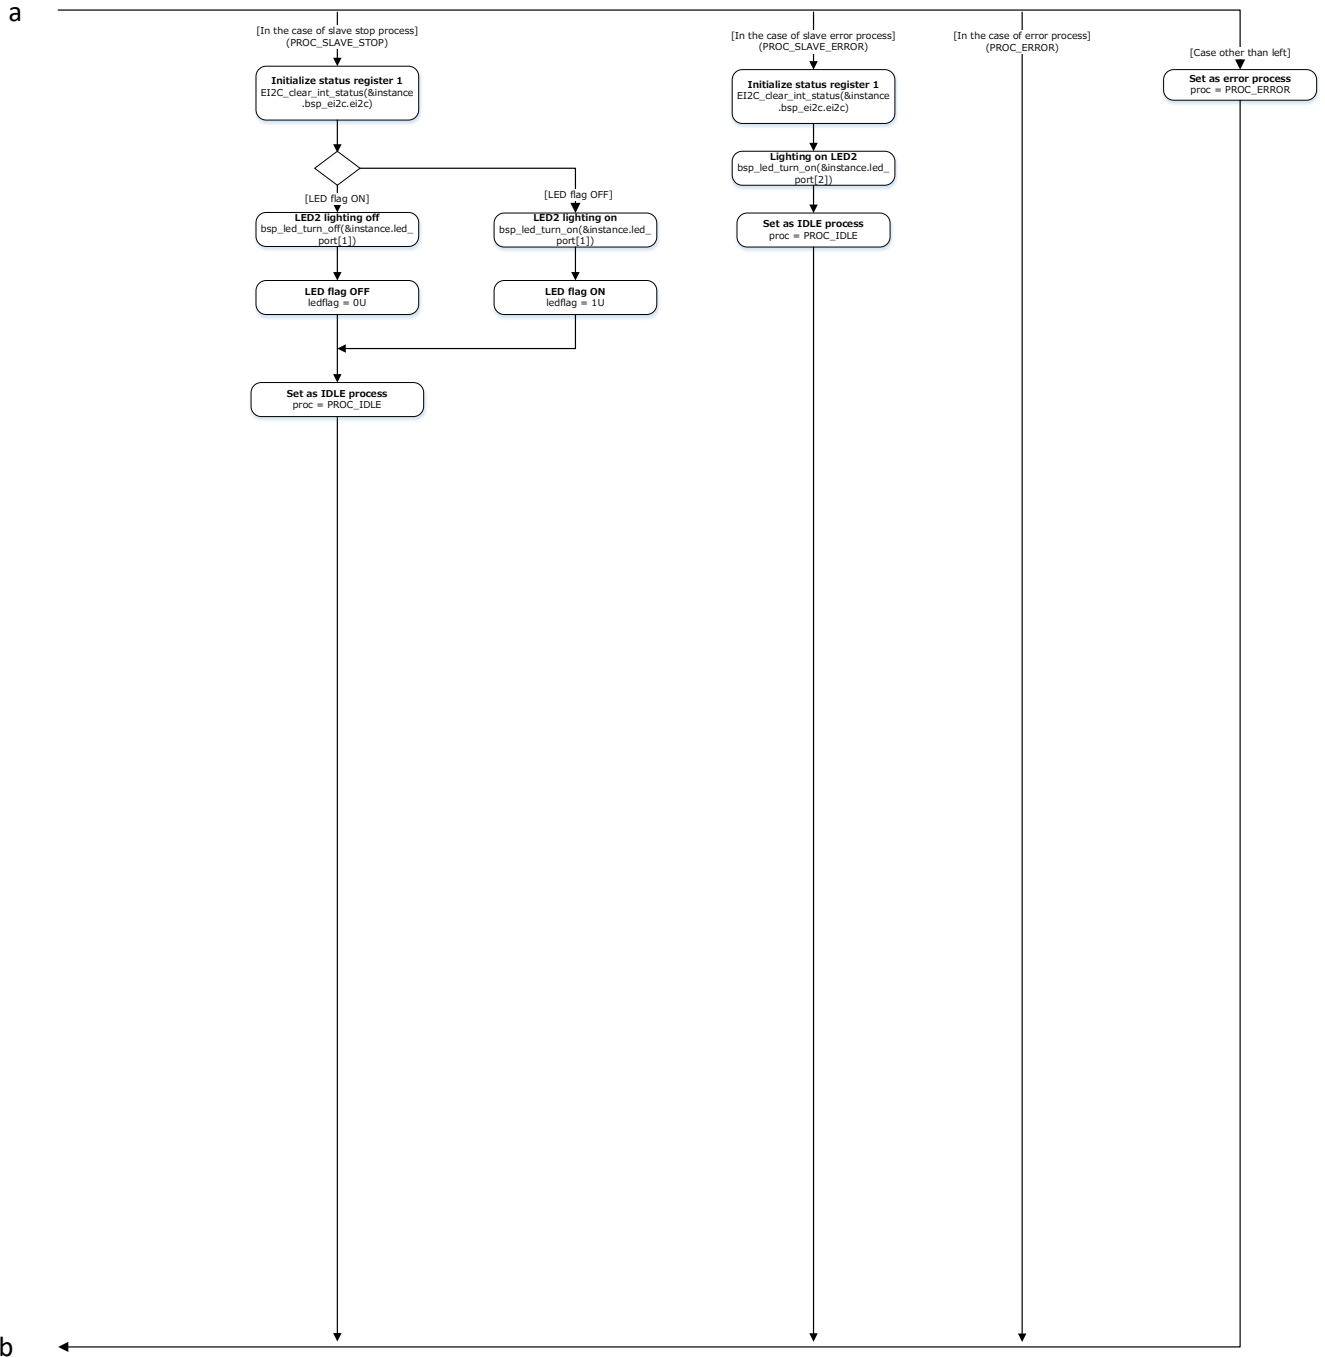 a
[In the case of slave stop process]
(PROC_SLAVE_STOP)
Initialize status register 1
EI2C_clear_int_status(&instance
.bsp_ei2c.ei2c)
[LED flag ON]
LED2 lighting off
bsp_led_turn_off(&instance.led_
port[1])
LED flag OFF
ledflag = 0U
[LED flag OFF]
LED2 lighting on
bsp_led_turn_on(&instance.led_
port[1])
LED flag ON
ledflag = 1U
Set as IDLE process
proc = PROC_IDLE
[In the case of slave error process]
(PROC_SLAVE_ERROR)
Initialize status register 1
EI2C_clear_int_status(&instance
.bsp_ei2c.ei2c)
Lighting on LED2
bsp_led_turn_on(&instance.led_
port[2])
Set as IDLE process
proc = PROC_IDLE
[In the case of error process]
(PROC_ERROR)
[Case other than left]
Set as error process
proc = PROC_ERROR
b